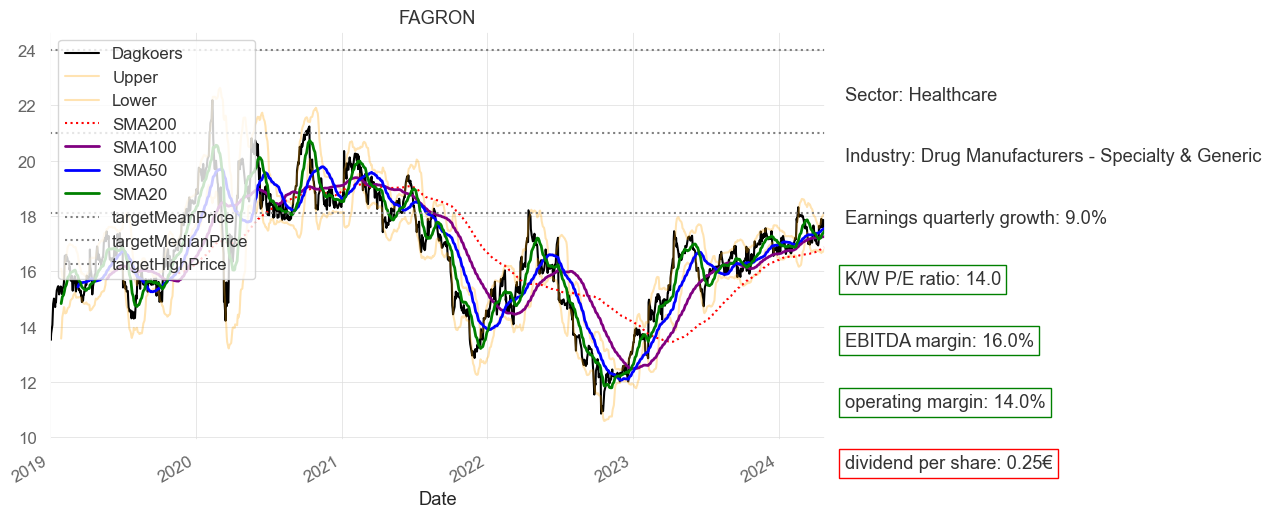 FAGRON
24
22
20
18
16
14
12
10
Dagkoers
Upper
Lower
SMA200
SMA100
SMA50
SMA20
targetMeanPrice
targetMedianPrice
targetHighPrice
2019
2020
2021
2022
2023
2024
Date
Sector: Healthcare
Industry: Drug Manufacturers - Specialty & Generic
Earnings quarterly growth: 9.0%
K/W P/E ratio: 14.0
EBITDA margin: 16.0%
operating margin: 14.0%
dividend per share: 0.25€